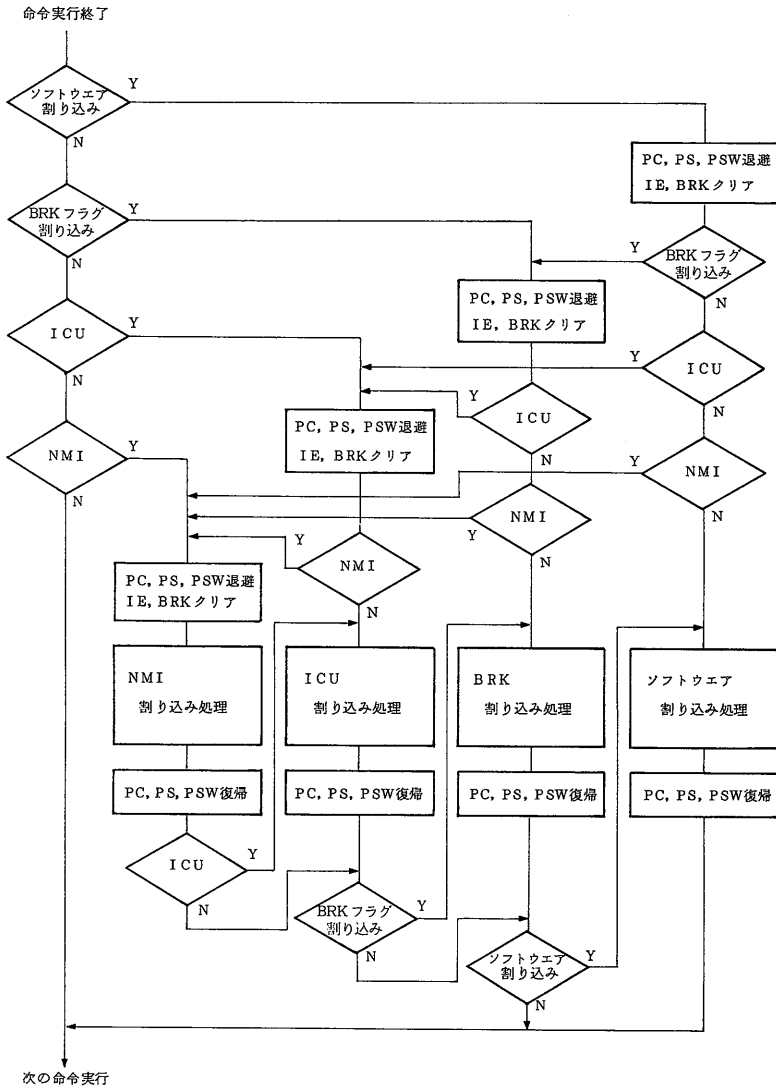 命令実行終了
ソフトウエア
割り込み
Y
N
PC, PS, PSW退避
IE, BRKクリア
BRKフラグ
割り込み
Y
N
Y
BRKフラグ
割り込み
N
PC, PS, PSW退避
IE, BRKクリア
ICU
Y
N
Y
ICU
N
PC, PS, PSW退避
IE, BRKクリア
Y
ICU
N
NMI
Y
N
Y
NMI
N
Y
NMI
N
Y
NMI
N
PC, PS, PSW退避
IE, BRKクリア
NMI
割り込み処理
ICU
割り込み処理
BRK
割り込み処理
ソフトウエア
割り込み処理
PC, PS, PSW復帰
PC, PS, PSW復帰
PC, PS, PSW復帰
PC, PS, PSW復帰
ICU
Y
N
BRKフラグ
割り込み
Y
N
ソフトウエア
割り込み
Y
N
次の命令実行